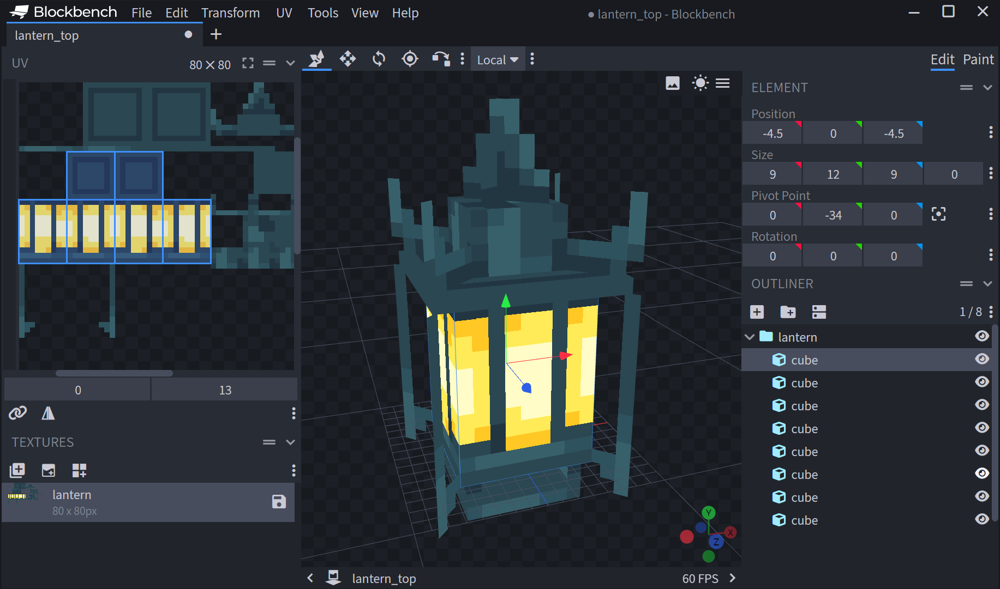 Blockbench File Edit Transform UV Tools View Help
lantern_top - Blockbench
lantern_top
UV
80 × 80
Local
Edit Paint
ELEMENT
Position
-4.5 0 -4.5
Size
9 12 9 0
Pivot Point
0 -34 0
Rotation
0 0 0
OUTLINER
1 / 8
lantern
cube
cube
cube
cube
cube
cube
cube
cube
0 13
TEXTURES
lantern
80 x 80px
Y
X
Z
lantern_top
60 FPS